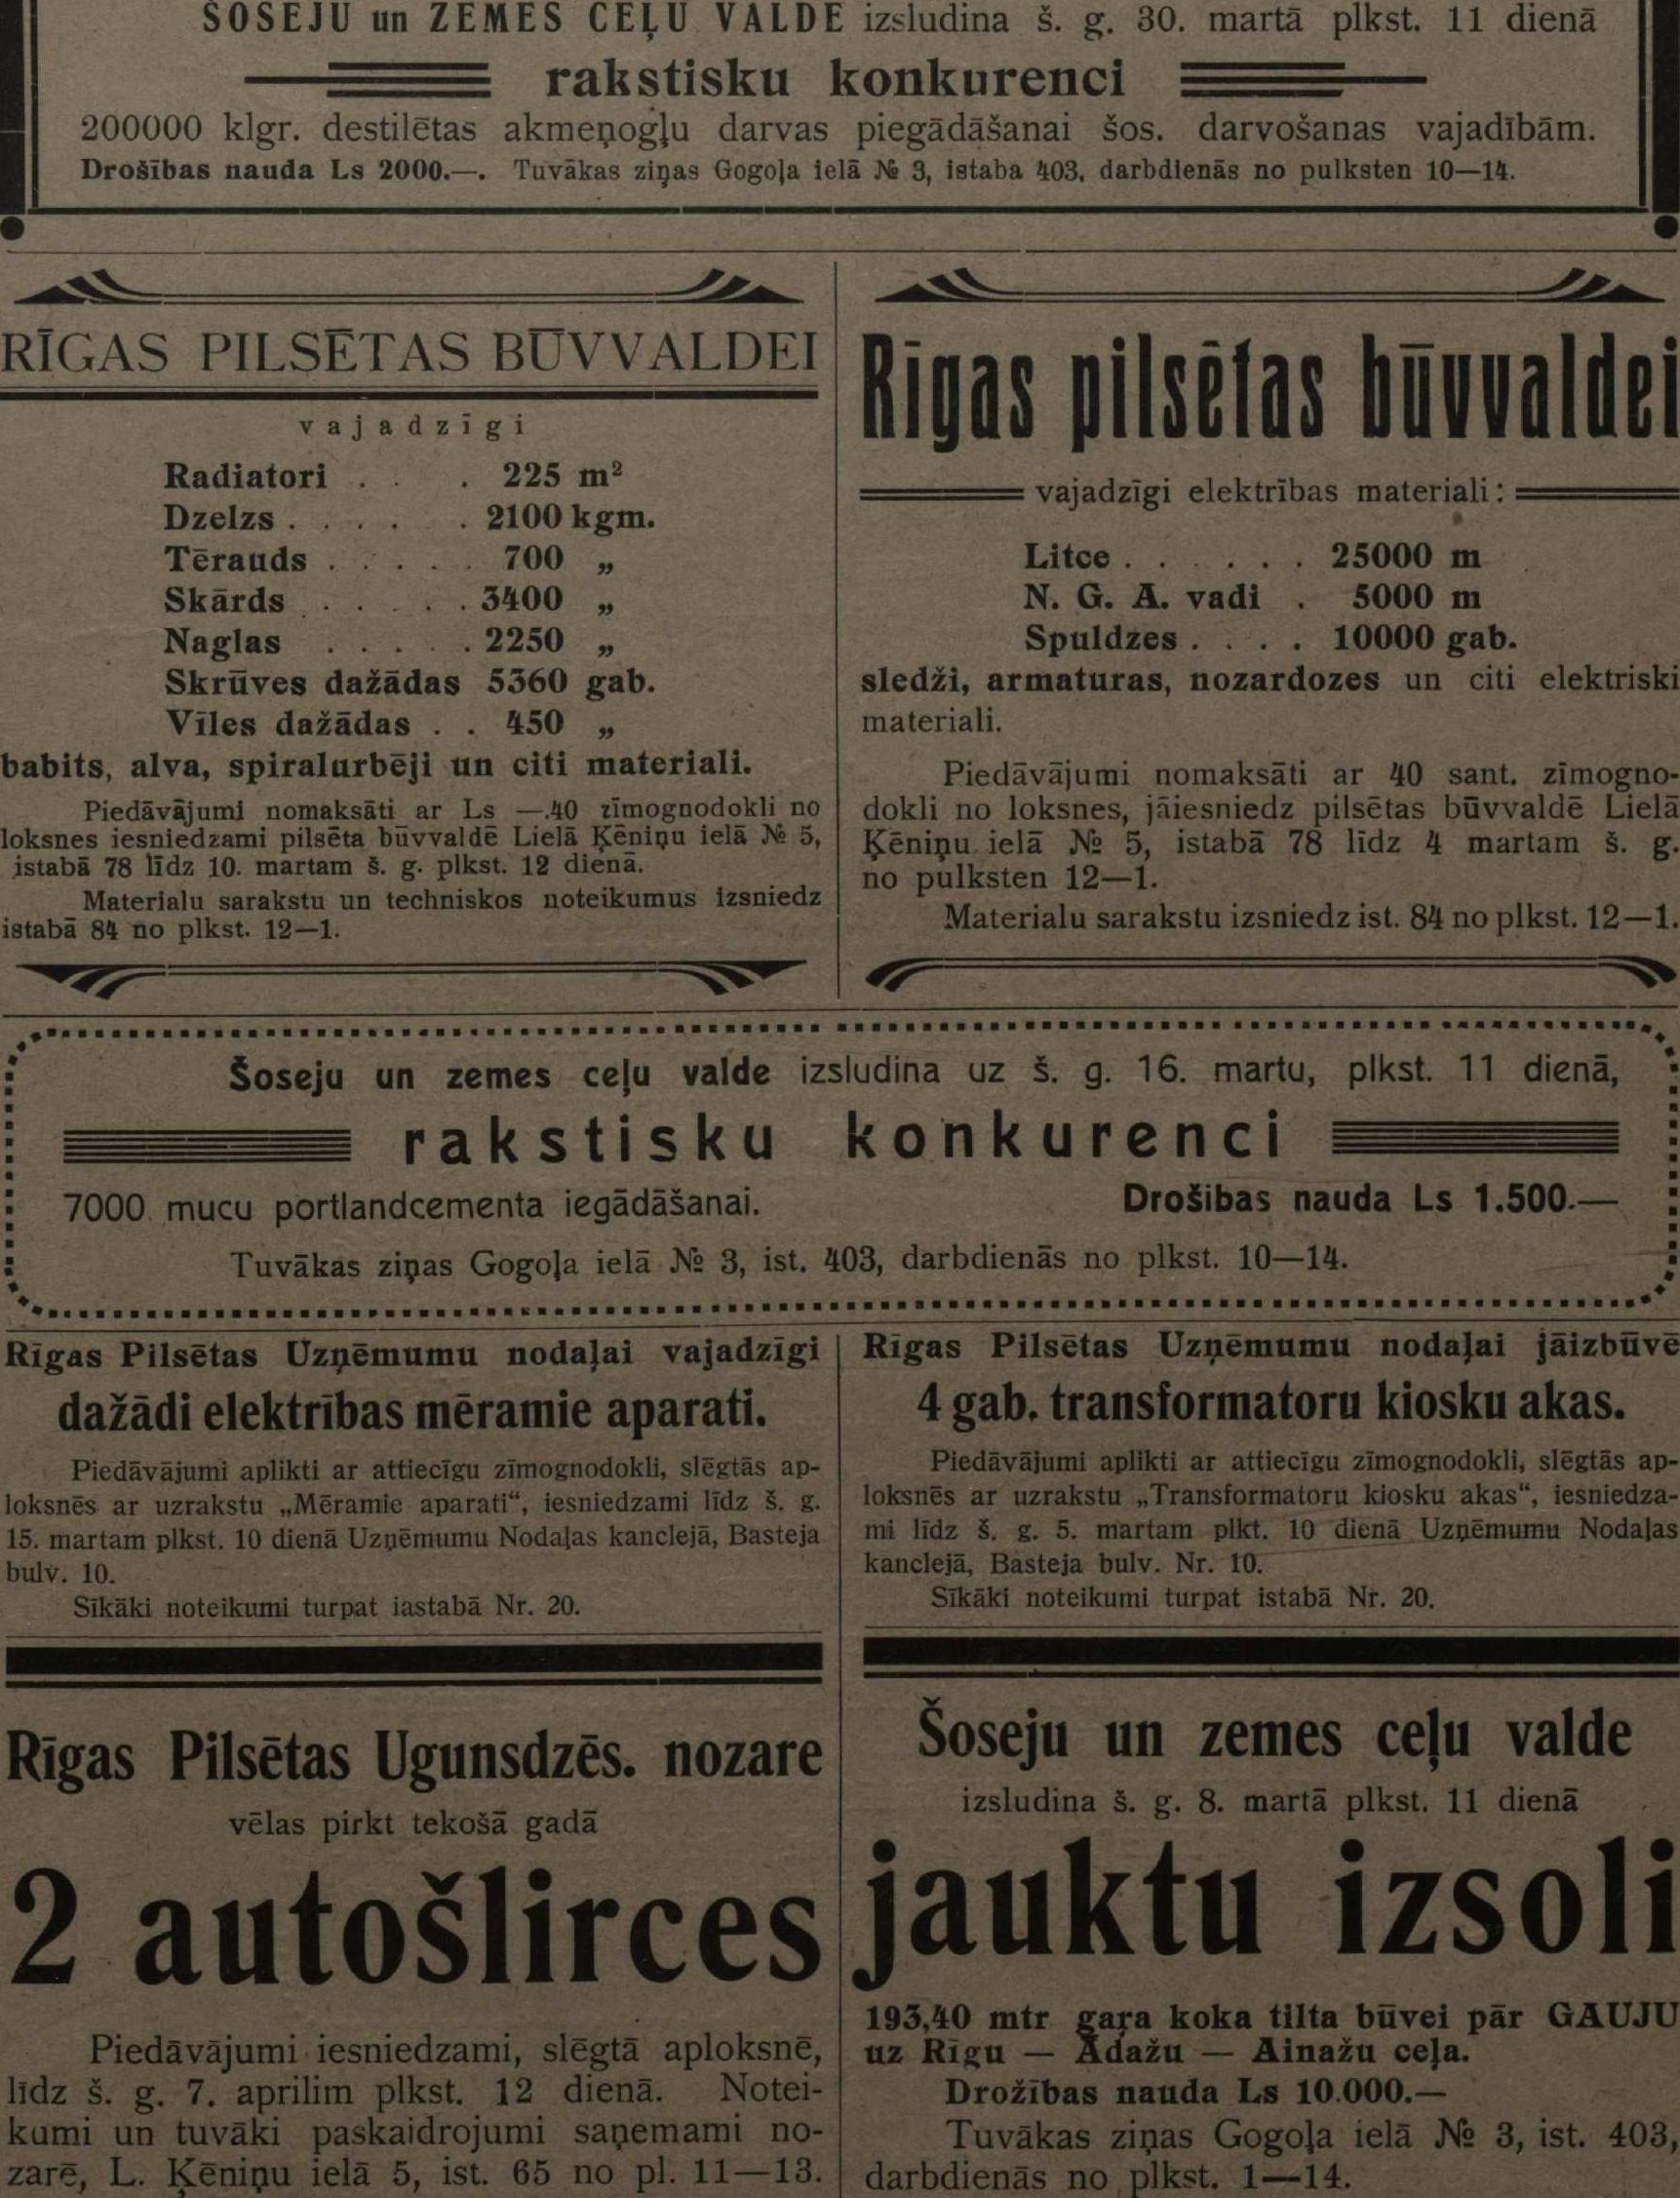 ŠOSEJU un ZEMES CEĻU VALDE izsludina š. g. 30. martā plkst. 11 dienā
rakstisku konkurenci
200000 klgr. destilētas akmeņogļu darvas piegādāšanai šos. darvošanas vajadībām.
Drošības nauda Ls 2000.—. Tuvākas ziņas Gogoļa ielā № 3, istaba 403, darbdienās no pulksten 10—14.
RĪGAS PILSĒTAS BŪVVALDEI
vajadzīgi
Radiatori . . . 225 m²
Dzelzs . . . . . 2100 kgm.
Tērauds . . . . . 700 „
Skārds . . . . . 3400 „
Naglas . . . . . 2250 „
Skrūves dažādas 5360 gab.
Vīles dažādas . . 450 „
babits, alva, spiralurbēji un citi materiali.
Piedāvājumi nomaksāti ar Ls —.40 zīmognodokli no
loksnes iesniedzami pilsēta būvvaldē Lielā Ķēniņu ielā № 5,
istabā 78 līdz 10. martam š. g. plkst. 12 dienā.
Materialu sarakstu un techniskos noteikumus izsniedz
istabā 84 no plkst. 12—1.
Rīgas pilsētas būvvaldei
vajadzīgi elektrības materiali:
Litce . . . . . . 25000 m
N. G. A. vadi . 5000 m
Spuldzes . . . . 10000 gab.
sledži, armaturas, nozardozes un citi elektriski
materiali.
Piedāvājumi nomaksāti ar 40 sant. zīmogno-
dokli no loksnes, jāiesniedz pilsētas būvvaldē Lielā
Ķēniņu ielā № 5, istabā 78 līdz 4 martam š. g.
no pulksten 12—1.
Materialu sarakstu izsniedz ist. 84 no plkst. 12—1.
Šoseju un zemes ceļu valde izsludina uz š. g. 16. martu, plkst. 11 dienā,
rakstisku konkurenci
7000 mucu portlandcementa iegādāšanai. Drošibas nauda Ls 1.500.—
Tuvākas ziņas Gogoļa ielā № 3, ist. 403, darbdienās no plkst. 10—14.
Rīgas Pilsētas Uzņēmumu nodaļai vajadzīgi
dažādi elektrības mēramie aparati.
Piedāvājumi aplikti ar attiecīgu zīmognodokli, slēgtās ap-
loksnēs ar uzrakstu „Mēramie aparati“, iesniedzami līdz š. g.
15. martam plkst. 10 dienā Uzņēmumu Nodaļas kanclejā, Basteja
bulv. 10.
Sīkāki noteikumi turpat iastabā Nr. 20.
Rīgas Pilsētas Uzņēmumu nodaļai jāizbūvē
4 gab. transformatoru kiosku akas.
Piedāvājumi aplikti ar attiecīgu zīmognodokli, slēgtās ap-
loksnēs ar uzrakstu „Transformatoru kiosku akas“, iesniedza-
mi līdz š. g. 5. martam plkt. 10 dienā Uzņēmumu Nodaļas
kanclejā, Basteja bulv. Nr. 10.
Sīkāki noteikumi turpat istabā Nr. 20.
Rīgas Pilsētas Ugunsdzēs. nozare
vēlas pirkt tekošā gadā
2 autošlirces
Piedāvājumi iesniedzami, slēgtā aploksnē,
līdz š. g. 7. aprilim plkst. 12 dienā. Notei-
kumi un tuvāki paskaidrojumi saņemami no-
zarē, L. Ķēniņu ielā 5, ist. 65 no pl. 11—13.
Šoseju un zemes ceļu valde
izsludina š. g. 8. martā plkst. 11 dienā
jauktu izsoli
193,40 mtr gaŗa koka tilta būvei pār GAUJU
uz Rīgu — Ādažu — Ainažu ceļa.
Drožības nauda Ls 10.000.—
Tuvākas ziņas Gogoļa ielā № 3, ist. 403,
darbdienās no plkst. 1—14.